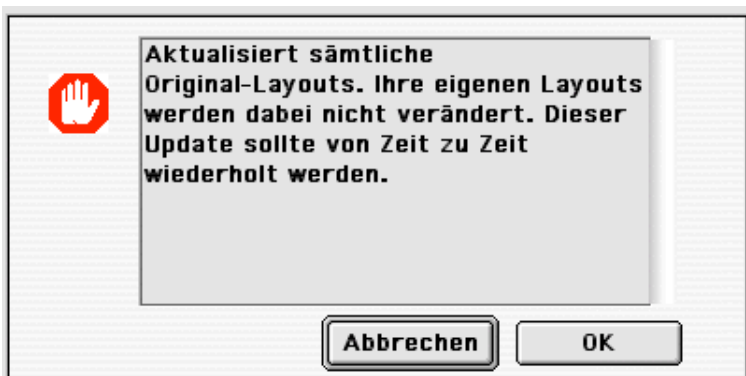 Aktualisiert sämtliche
Original-Layouts. Ihre eigenen Layouts
werden dabei nicht verändert. Dieser
Update sollte von Zeit zu Zeit
wiederholt werden.
Abbrechen OK